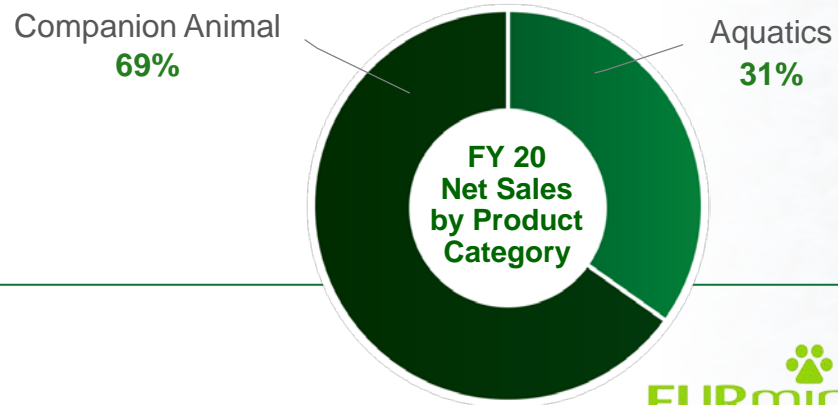 Companion Animal
69%
Aquatics
31%
FY 20
Net Sales
by Product
Category